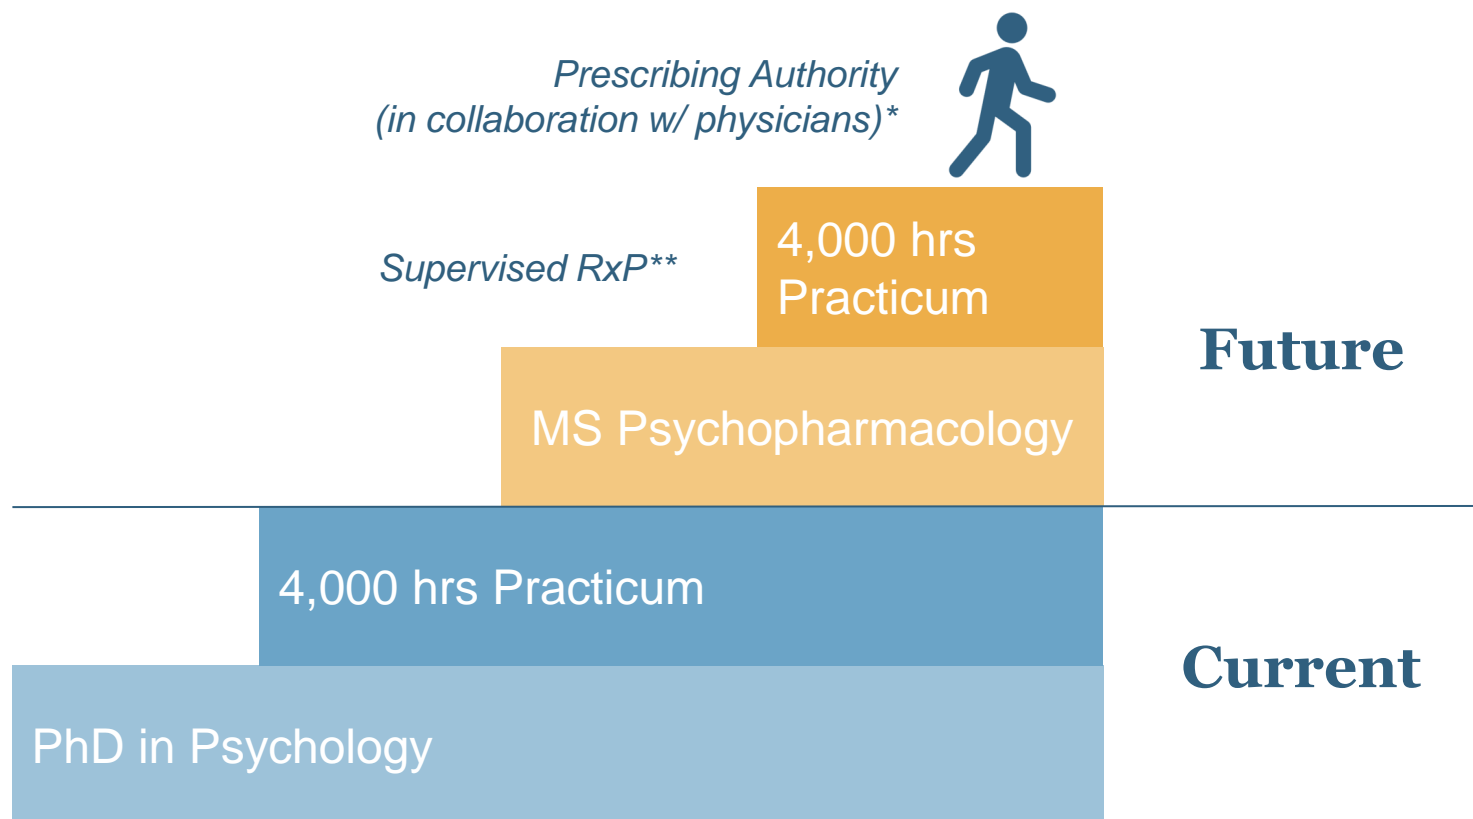 Prescribing Authority
(in collaboration w/ physicians)*
Supervised RxP**
4,000 hrs
Practicum
Future
MS Psychopharmacology
4,000 hrs Practicum
Current
PhD in Psychology